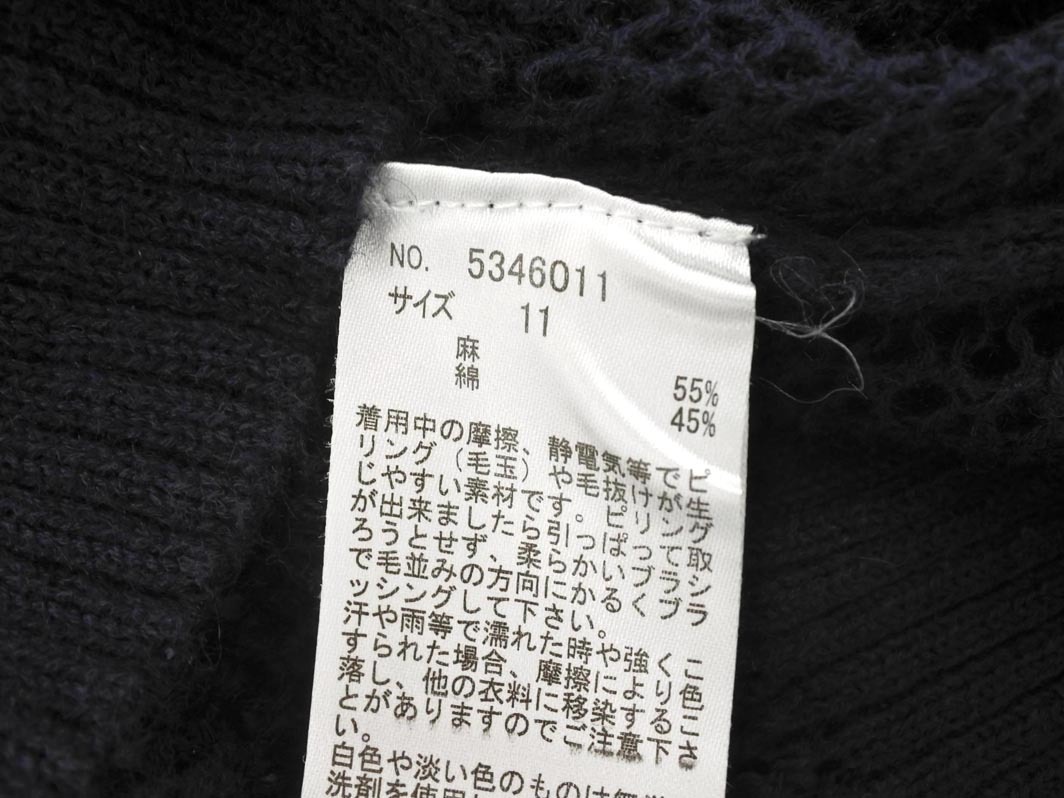 NO. 5346011
サイズ 11
麻 55%
綿 45%
着用中の摩擦、静電気等でピ
リング（毛玉）や毛抜けが生
じやすい素材です。ピリング
が出来ましたら引っぱって取
ろうとせず、柔らかいブラシ
で毛並みの方向にかるくブラ
ッシングして下さい。
汗や雨等で濡れた時や強くこ
すられた場合、摩擦により色
落し、他の衣料に移染するこ
とがありますのでご注意下さ
い。
白色や淡い色のものは
洗剤を使用